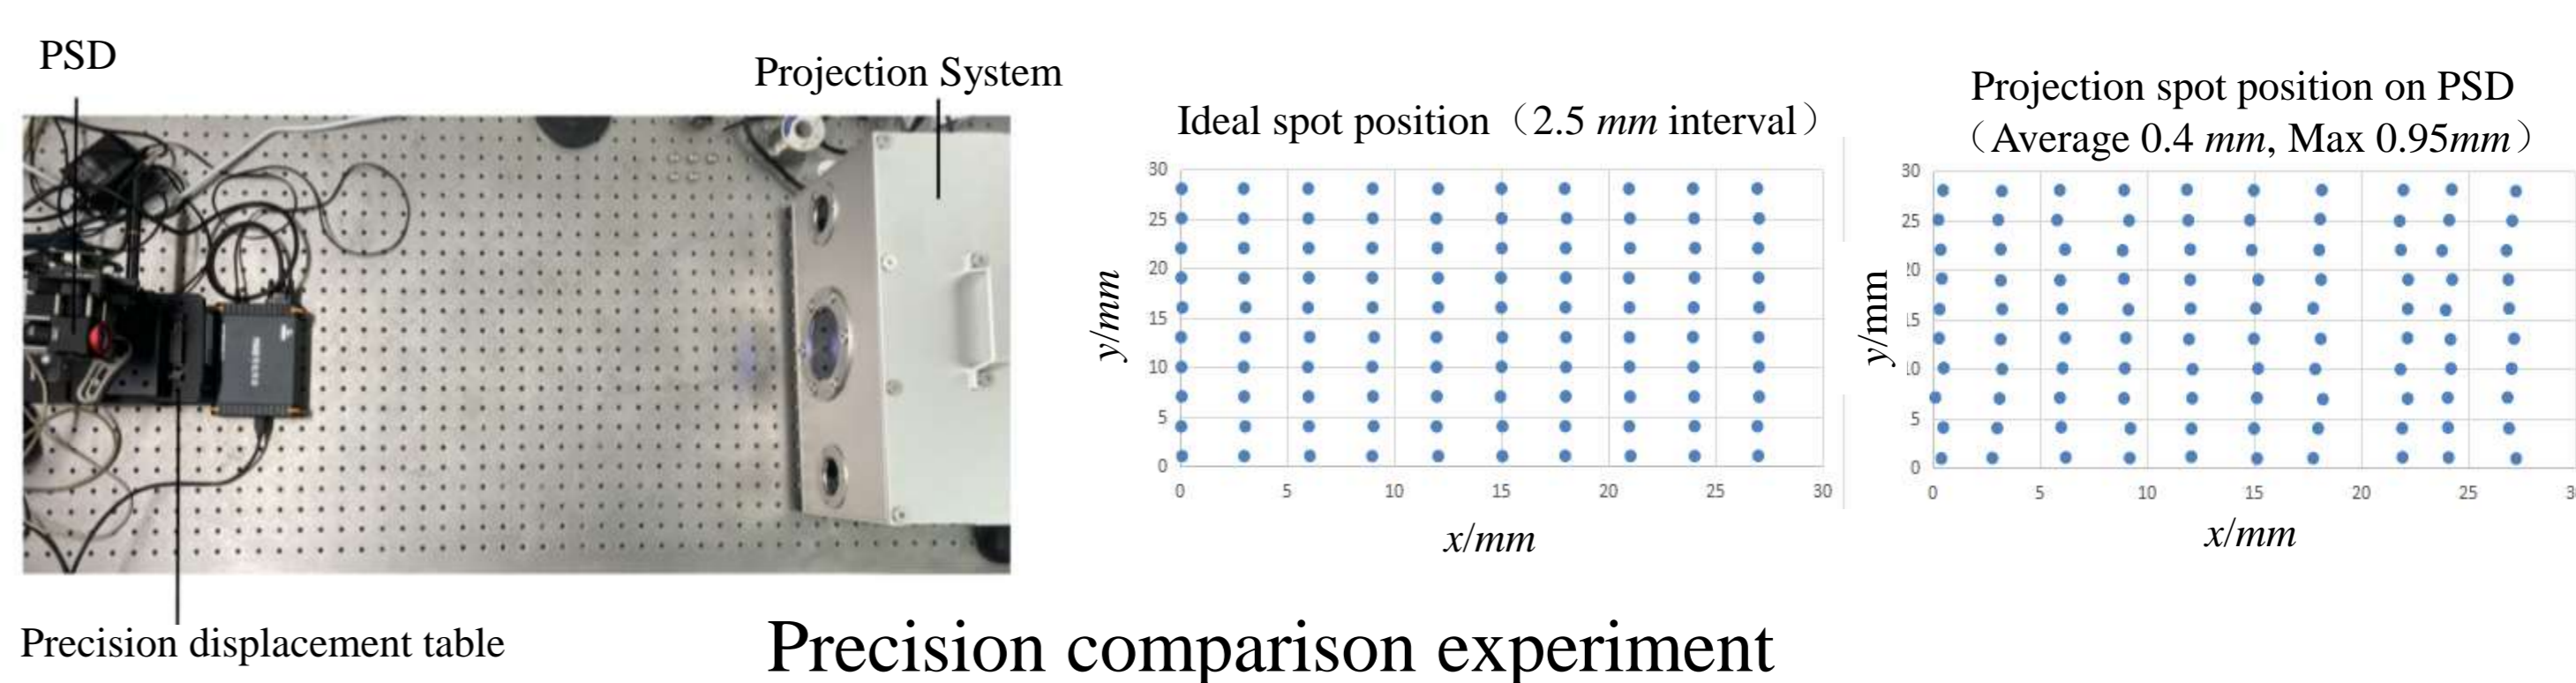 PSD
Projection System
Precision displacement table
Ideal spot position（2.5 mm interval）
30
25
20
15
10
5
0
0 5 10 15 20 25 30
y/mm
x/mm
Projection spot position on PSD
（Average 0.4 mm, Max 0.95mm）
30
25
20
15
10
5
0
0 5 10 15 20 25
y/mm
x/mm
Precision comparison experiment